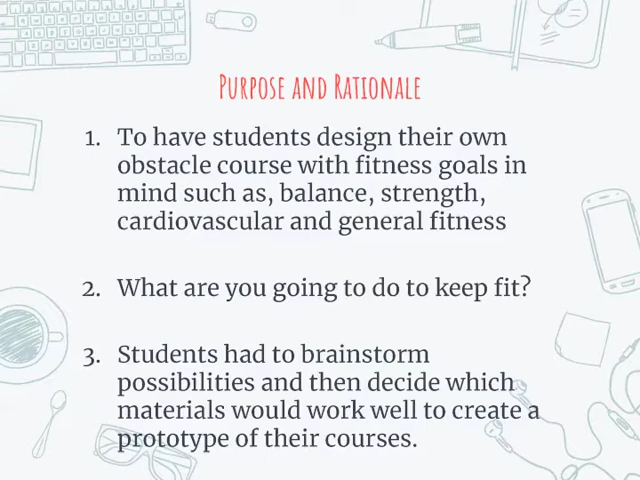 Purpose and Rationale
1. To have students design their own
obstacle course with fitness goals in
mind such as, balance, strength,
cardiovascular and general fitness
2. What are you going to do to keep fit?
3. Students had to brainstorm
possibilities and then decide which
materials would work well to create a
prototype of their courses.